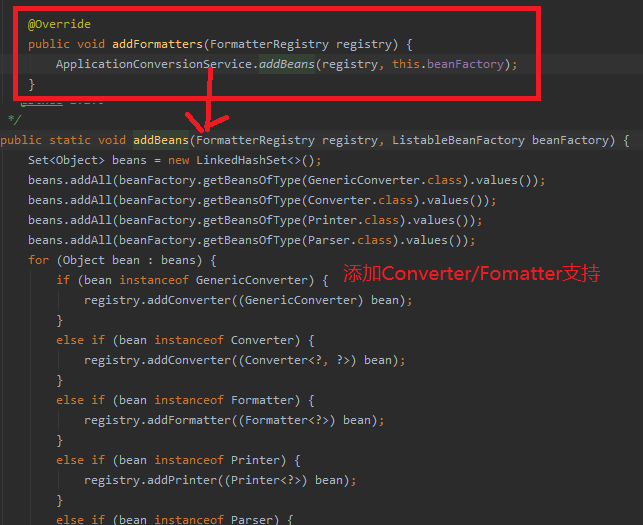 @Override
public void addFormatters(FormatterRegistry registry) {
ApplicationConversionService.addBeans(registry, this.beanFactory);
}
*/
public static void addBeans(FormatterRegistry registry, ListableBeanFactory beanFactory) {
Set<Object> beans = new LinkedHashSet<>();
beans.addAll(beanFactory.getBeansOfType(GenericConverter.class).values());
beans.addAll(beanFactory.getBeansOfType(Converter.class).values());
beans.addAll(beanFactory.getBeansOfType(Printer.class).values());
beans.addAll(beanFactory.getBeansOfType(Parser.class).values());
for (Object bean : beans) {
if (bean instanceof GenericConverter) {
添加Converter/Fomatter支持
registry.addConverter((GenericConverter) bean);
}
else if (bean instanceof Converter) {
registry.addConverter((Converter<?, ?>) bean);
}
else if (bean instanceof Formatter) {
registry.addFormatter((Formatter<?>) bean);
}
else if (bean instanceof Printer) {
registry.addPrinter((Printer<?>) bean);
}
else if (bean instanceof Parser) {